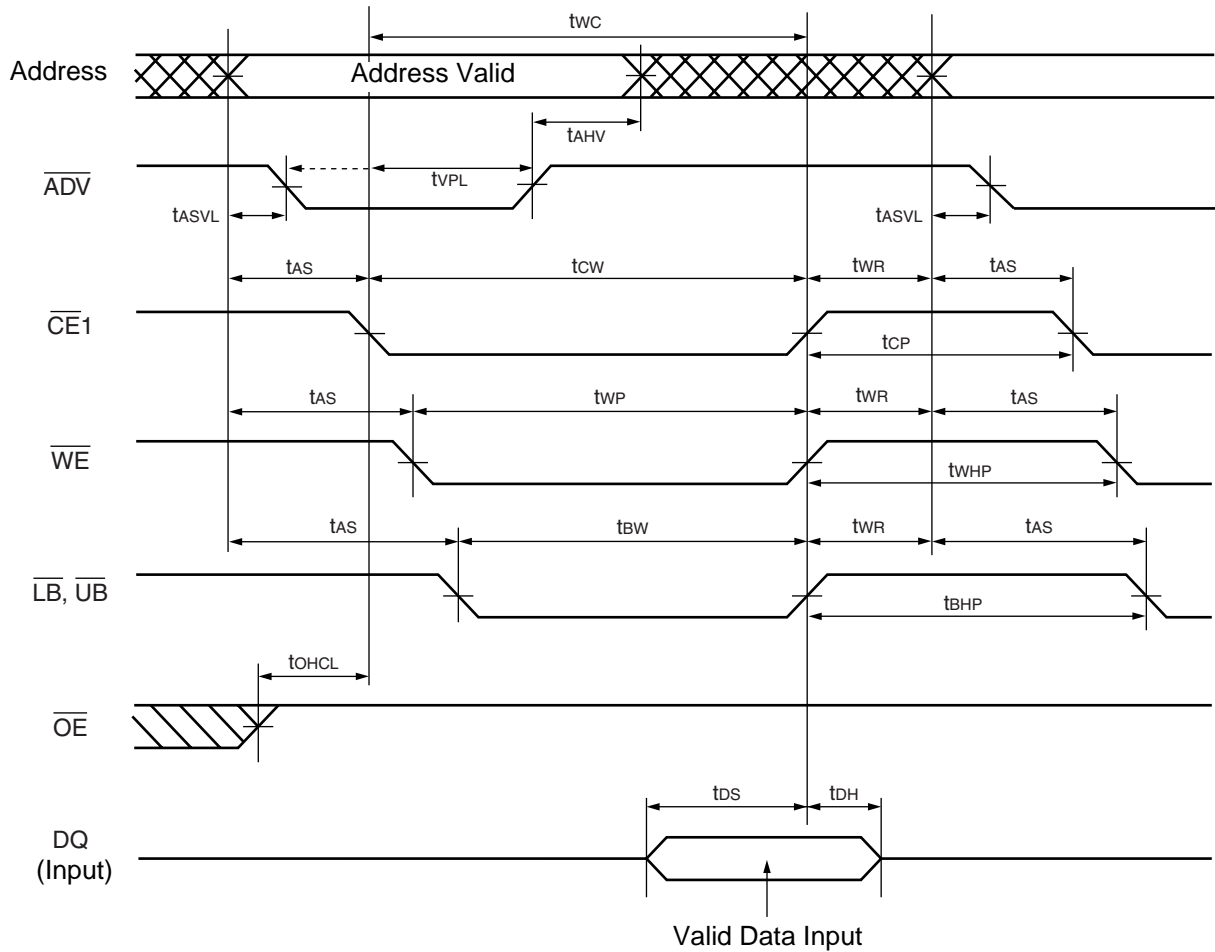 tWC
Address
Address Valid
tAHV
ADV
tVPL
tASVL
tASVL
tAS
tCW
tWR
tAS
CE1
tCP
tAS
tWP
tWR
tAS
WE
tWHP
tAS
tBW
tWR
tAS
LB, UB
tBHP
tOHCL
OE
tDS
tDH
DQ
(Input)
Valid Data Input